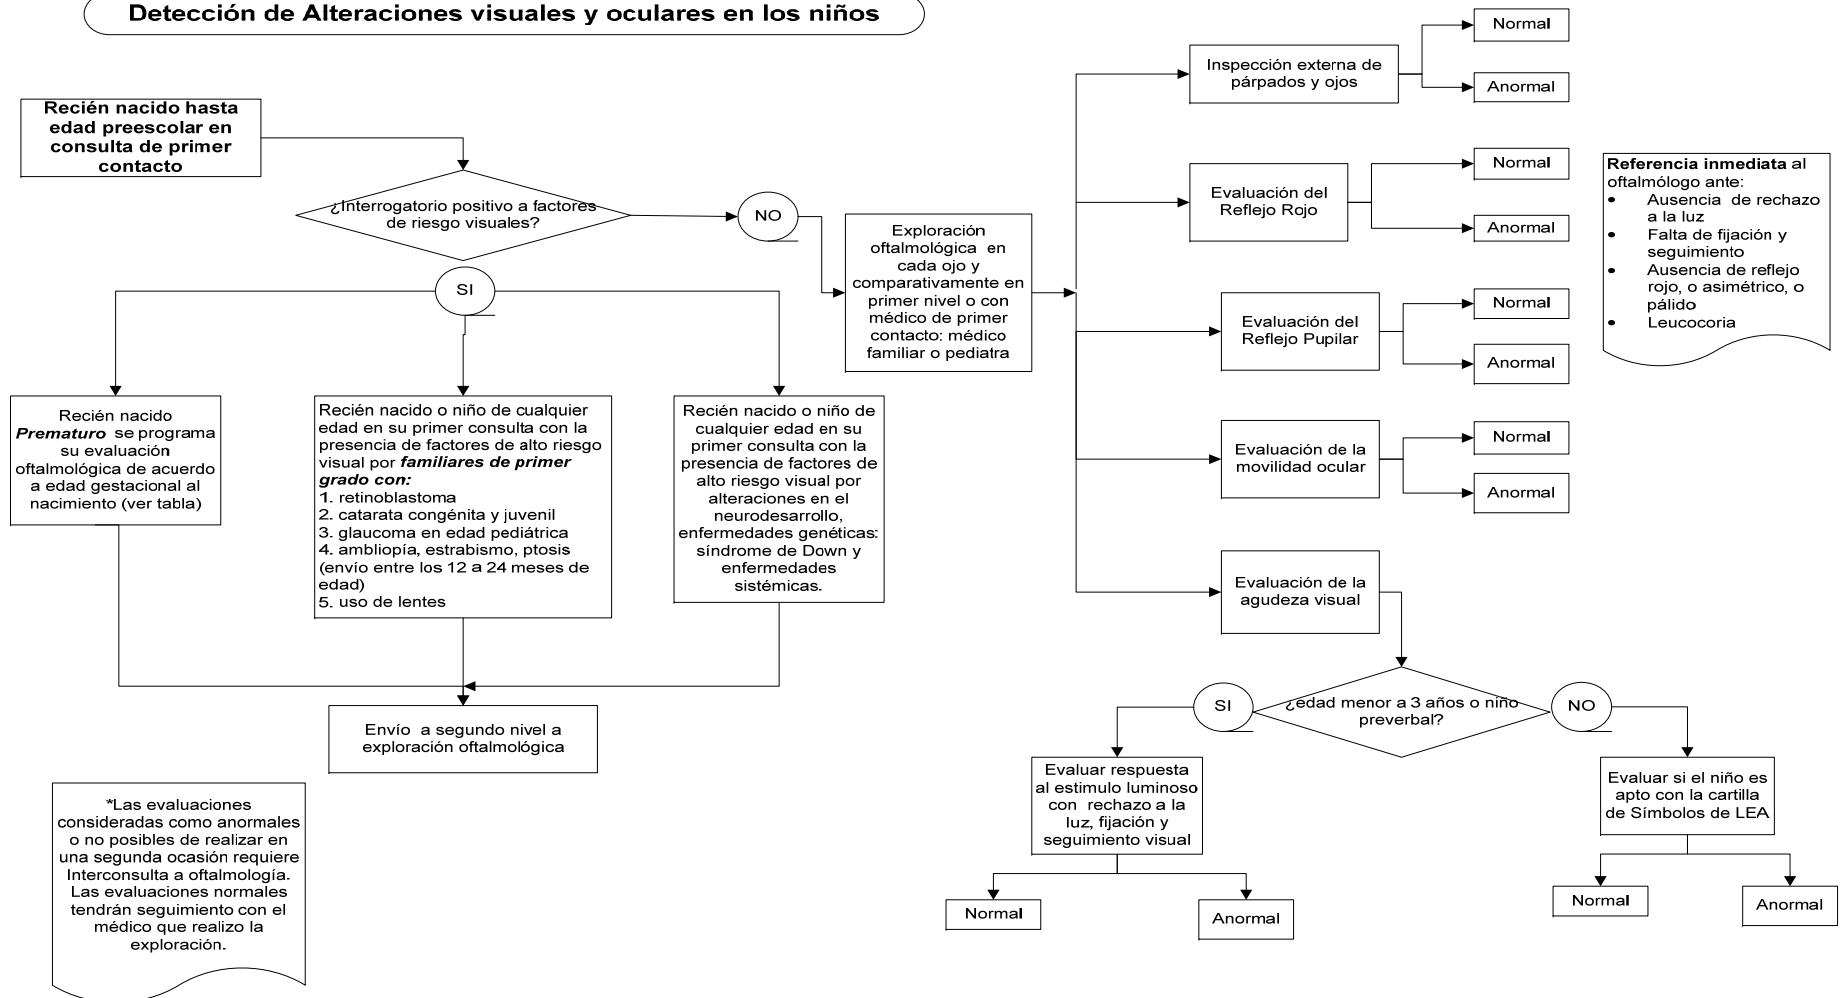 Detección de Alteraciones visuales y oculares en los niños
Recién nacido hasta
edad preescolar en
consulta de primer
contacto
¿Interrogatorio positivo a factores
de riesgo visuales?
NO
SI
Recién nacido
Prematuro se programa
su evaluación
oftalmológica de acuerdo
a edad gestacional al
nacimiento (ver tabla)
Recién nacido o niño de cualquier
edad en su primer consulta con la
presencia de factores de alto riesgo
visual por familiares de primer
grado con:
1. retinoblastoma
2. catarata congénita y juvenil
3. glaucoma en edad pediátrica
4. ambliopía, estrabismo, ptosis
(envío entre los 12 a 24 meses de
edad)
5. uso de lentes
Recién nacido o niño de
cualquier edad en su
primer consulta con la
presencia de factores de
alto riesgo visual por
alteraciones en el
neurodesarrollo,
enfermedades genéticas:
síndrome de Down y
enfermedades
sistémicas.
Envío a segundo nivel a
exploración oftalmológica
*Las evaluaciones
consideradas como anormales
o no posibles de realizar en
una segunda ocasión requiere
Interconsulta a oftalmología.
Las evaluaciones normales
tendrán seguimiento con el
médico que realizo la
exploración.
Exploración
oftalmológica en
cada ojo y
comparativamente en
primer nivel o con
médico de primer
contacto: médico
familiar o pediatra
Inspección externa de
párpados y ojos
Normal
Anormal
Evaluación del
Reflejo Rojo
Normal
Anormal
Evaluación del
Reflejo Pupilar
Normal
Anormal
Evaluación de la
movilidad ocular
Normal
Anormal
Evaluación de la
agudeza visual
¿edad menor a 3 años o niño
preverbal?
SI
NO
Evaluar respuesta
al estimulo luminoso
con rechazo a la
luz, fijación y
seguimiento visual
Normal
Anormal
Evaluar si el niño es
apto con la cartilla
de Símbolos de LEA
Normal
Anormal
Referencia inmediata al
oftalmólogo ante:
• Ausencia de rechazo
a la luz
• Falta de fijación y
seguimiento
• Ausencia de reflejo
rojo, o asimétrico, o
pálido
• Leucocoria